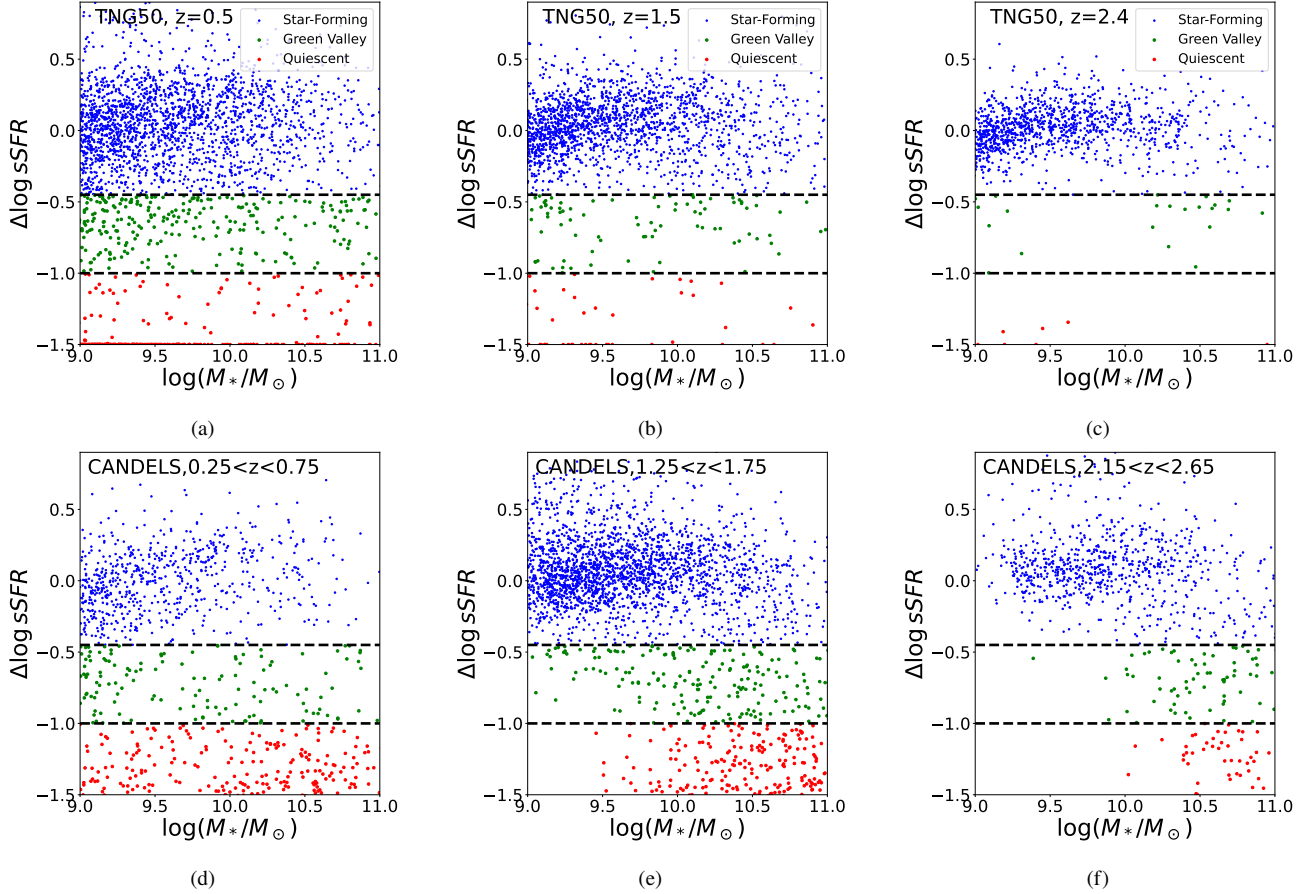 TNG50, z=0.5
Star-Forming
Green Valley
Quiescent
0.5
0.0
−0.5
−1.0
−1.5
Δ log sSFR
9.0 9.5 10.0 10.5 11.0
log(M∗/M⊙)
(a)
TNG50, z=1.5
Star-Forming
Green Valley
Quiescent
0.5
0.0
−0.5
−1.0
−1.5
Δ log sSFR
9.0 9.5 10.0 10.5 11.0
log(M∗/M⊙)
(b)
TNG50, z=2.4
Star-Forming
Green Valley
Quiescent
0.5
0.0
−0.5
−1.0
−1.5
Δ log sSFR
9.0 9.5 10.0 10.5 11.0
log(M∗/M⊙)
(c)
CANDELS,0.25<z<0.75
0.5
0.0
−0.5
−1.0
−1.5
Δ log sSFR
9.0 9.5 10.0 10.5 11.0
log(M∗/M⊙)
(d)
CANDELS,1.25<z<1.75
0.5
0.0
−0.5
−1.0
−1.5
Δ log sSFR
9.0 9.5 10.0 10.5 11.0
log(M∗/M⊙)
(e)
CANDELS,2.15<z<2.65
0.5
0.0
−0.5
−1.0
−1.5
Δ log sSFR
9.0 9.5 10.0 10.5 11.0
log(M∗/M⊙)
(f)